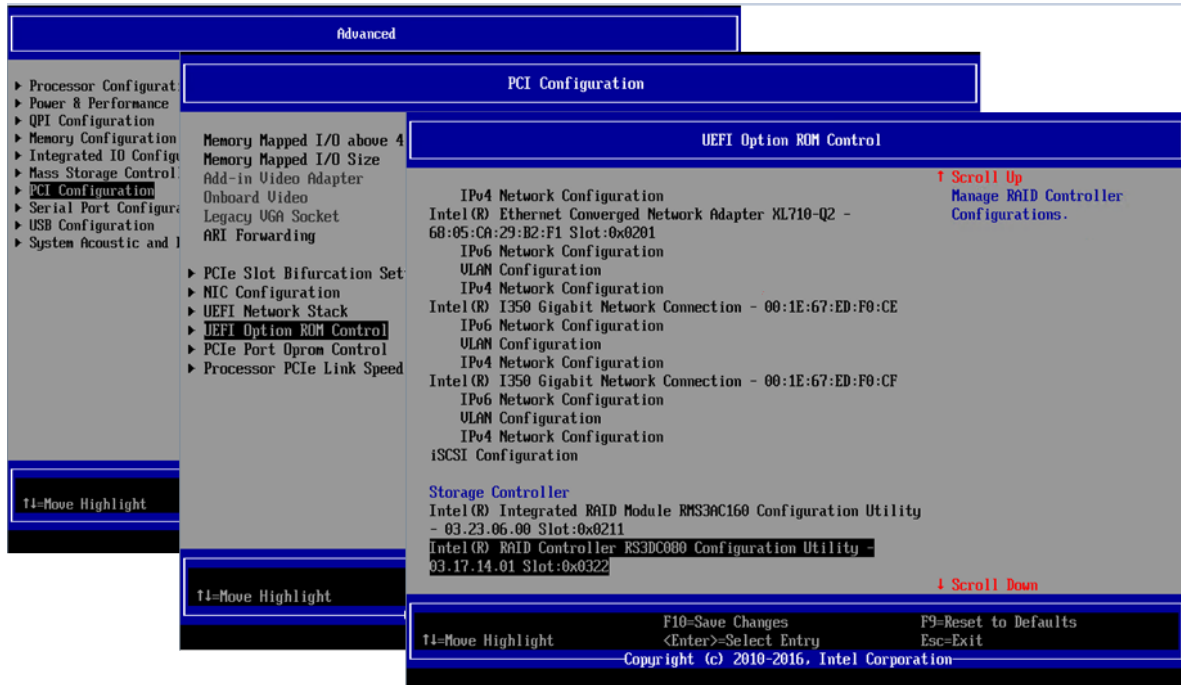 Advanced
▶ Processor Configurat
▶ Power & Performance
▶ QPI Configuration
▶ Memory Configuration
▶ Integrated IO Configu
▶ Mass Storage Control
▶ PCI Configuration
▶ Serial Port Configura
▶ USB Configuration
▶ System Acoustic and
↑↓=Move Highlight
PCI Configuration
Memory Mapped I/O above 4
Memory Mapped I/O Size
Add-in Video Adapter
Onboard Video
Legacy VGA Socket
ARI Forwarding
▶ PCIe Slot Bifurcation Set
▶ NIC Configuration
▶ UEFI Network Stack
▶ UEFI Option ROM Control
▶ PCIe Port Oprom Control
▶ Processor PCIe Link Speed
↑↓=Move Highlight
UEFI Option ROM Control
↑ Scroll Up
Manage RAID Controller
Configurations.
IPv4 Network Configuration
Intel(R) Ethernet Converged Network Adapter XL710-Q2 -
68:05:CA:29:B2:F1 Slot:0x0201
IPv6 Network Configuration
VLAN Configuration
IPv4 Network Configuration
Intel(R) I350 Gigabit Network Connection - 00:1E:67:ED:F0:CE
IPv6 Network Configuration
VLAN Configuration
IPv4 Network Configuration
Intel(R) I350 Gigabit Network Connection - 00:1E:67:ED:F0:CF
IPv6 Network Configuration
VLAN Configuration
IPv4 Network Configuration
iSCSI Configuration
Storage Controller
Intel(R) Integrated RAID Module RMS3AC160 Configuration Utility
- 03.23.06.00 Slot:0x0211
Intel(R) RAID Controller RS3DC080 Configuration Utility -
03.17.14.01 Slot:0x0322
↓ Scroll Down
F10=Save Changes F9=Reset to Defaults
↑↓=Move Highlight <Enter>=Select Entry Esc=Exit
Copyright (c) 2010-2016, Intel Corporation